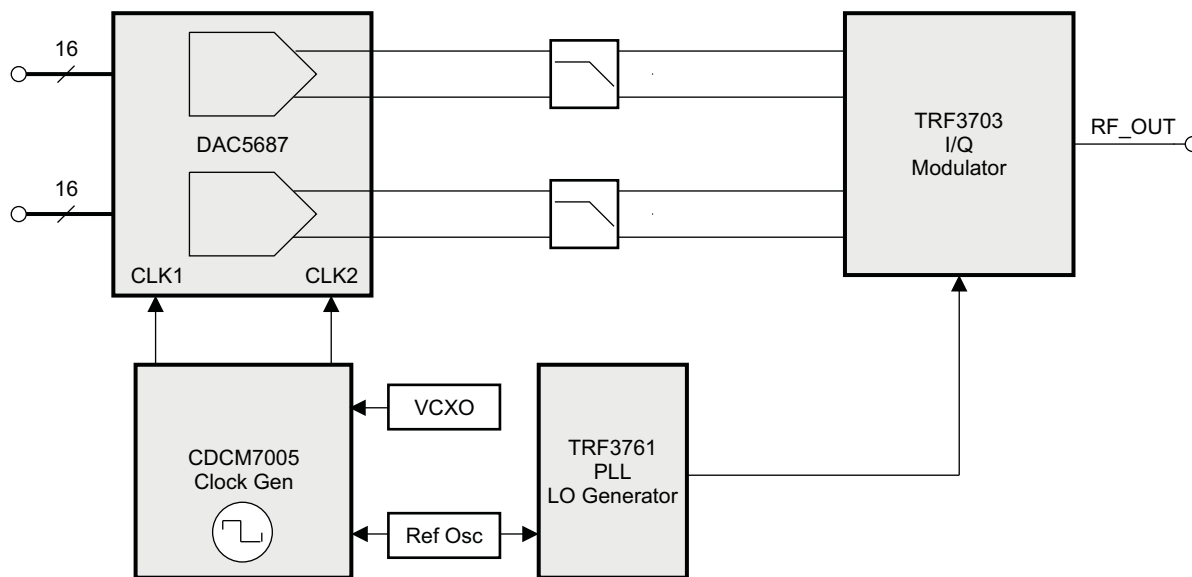 16
DAC5687
16
CLK1
CLK2
TRF3703
I/Q
Modulator
RF_OUT
CDCM7005
Clock Gen
VCXO
Ref Osc
TRF3761
PLL
LO Generator